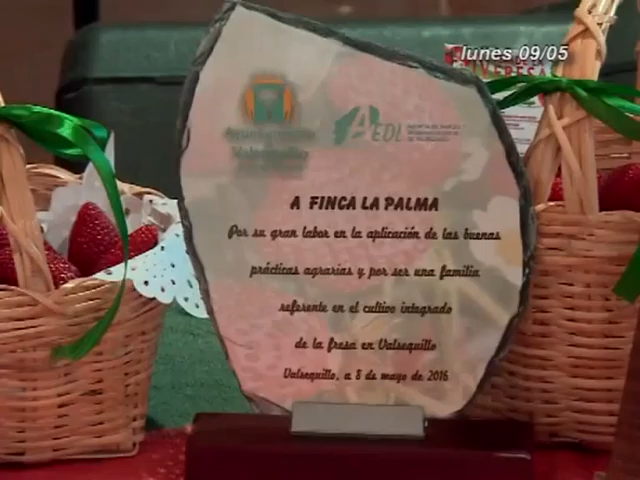 lunes 09/05
Ayuntamiento
Valsequillo
AEDL
A FINCA LA PALMA
Por su gran labor en la aplicación de las buenas
prácticas agrarias y por ser una familia
referente en el cultivo integrado
de la fresa en Valsequillo
Valsequillo, a 8 de mayo de 2016